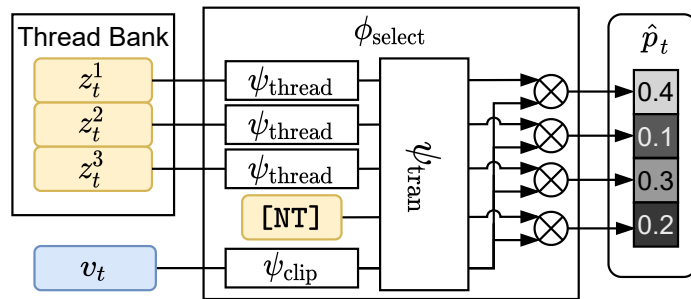 Thread Bank
z_t^1
z_t^2
z_t^3
v_t
ϕ_select
ψ_thread
ψ_thread
ψ_thread
[NT]
ψ_clip
ψ_tran
p̂_t
0.4
0.1
0.3
0.2